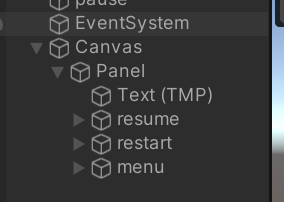 pause
EventSystem
Canvas
Panel
Text (TMP)
resume
restart
menu